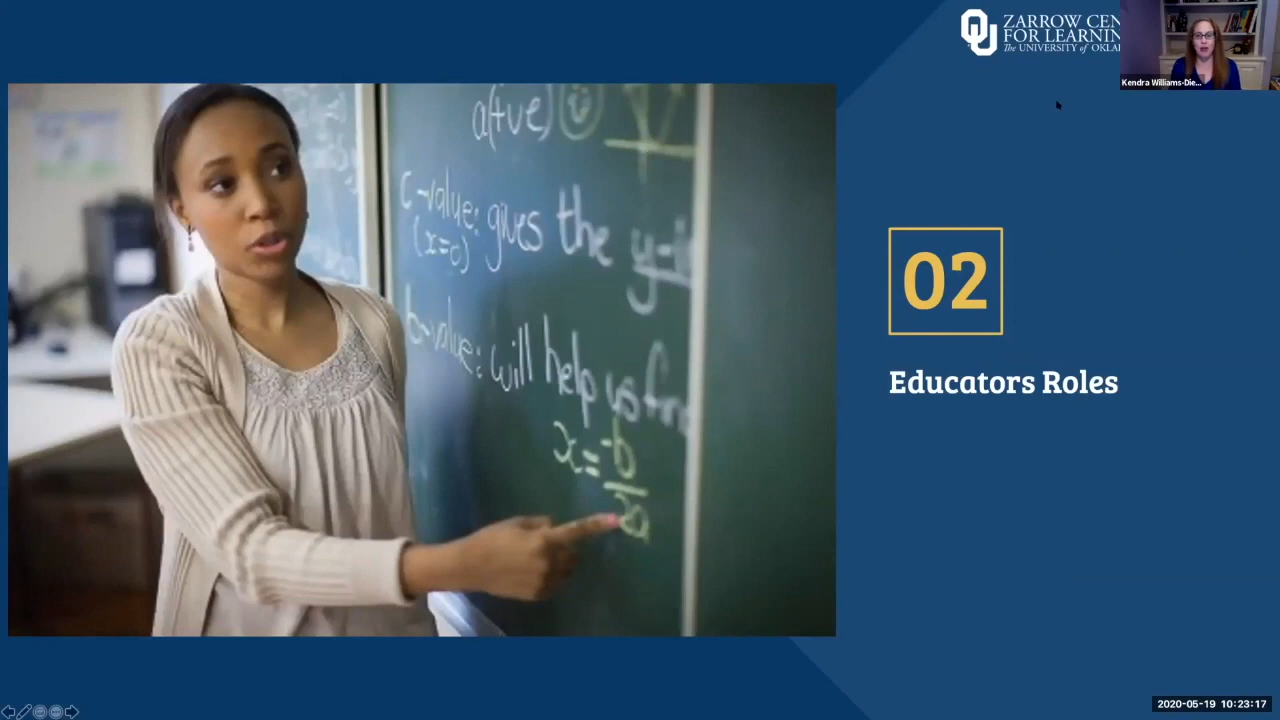 ZARROW CEN
FOR LEARNIN
The UNIVERSITY of OKLA
Kendra Williams-Die...
a(+ve)
c-value: gives the y-i
(x=0)
b-value: will help us fin
x= -b
2a
02
Educators Roles
2020-05-19 10:23:17